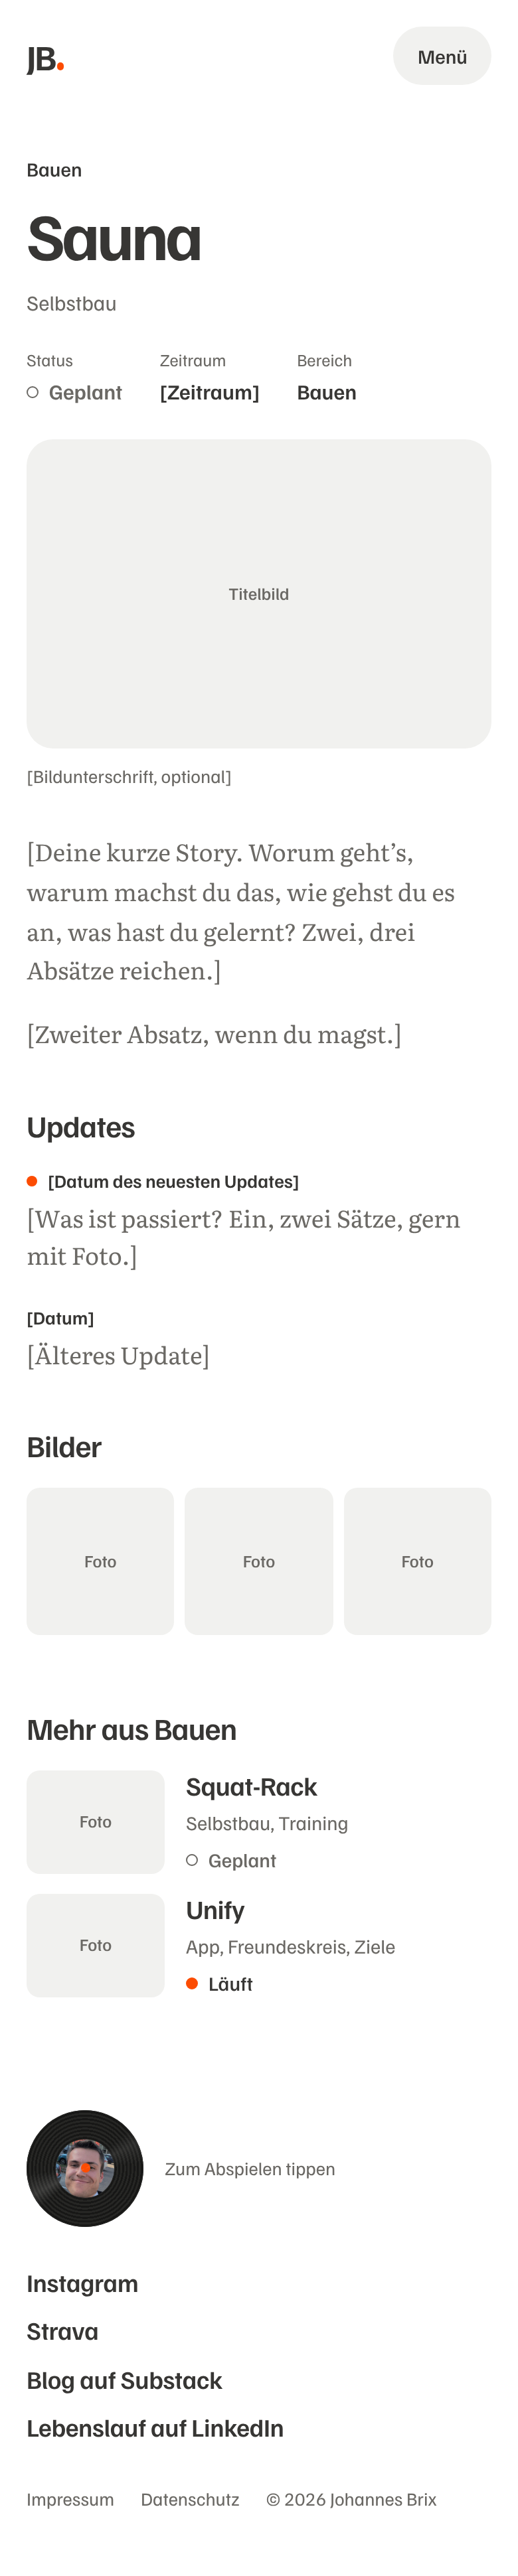 JB.
Menü
Bauen
Sauna
Selbstbau
Status
Zeitraum
Bereich
Geplant
[Zeitraum]
Bauen
Titelbild
[Bildunterschrift, optional]
[Deine kurze Story. Worum geht’s,
warum machst du das, wie gehst du es
an, was hast du gelernt? Zwei, drei
Absätze reichen.]
[Zweiter Absatz, wenn du magst.]
Updates
[Datum des neuesten Updates]
[Was ist passiert? Ein, zwei Sätze, gern
mit Foto.]
[Datum]
[Älteres Update]
Bilder
Foto
Foto
Foto
Mehr aus Bauen
Foto
Squat-Rack
Selbstbau, Training
Geplant
Foto
Unify
App, Freundeskreis, Ziele
Läuft
Zum Abspielen tippen
Instagram
Strava
Blog auf Substack
Lebenslauf auf LinkedIn
Impressum
Datenschutz
© 2026 Johannes Brix